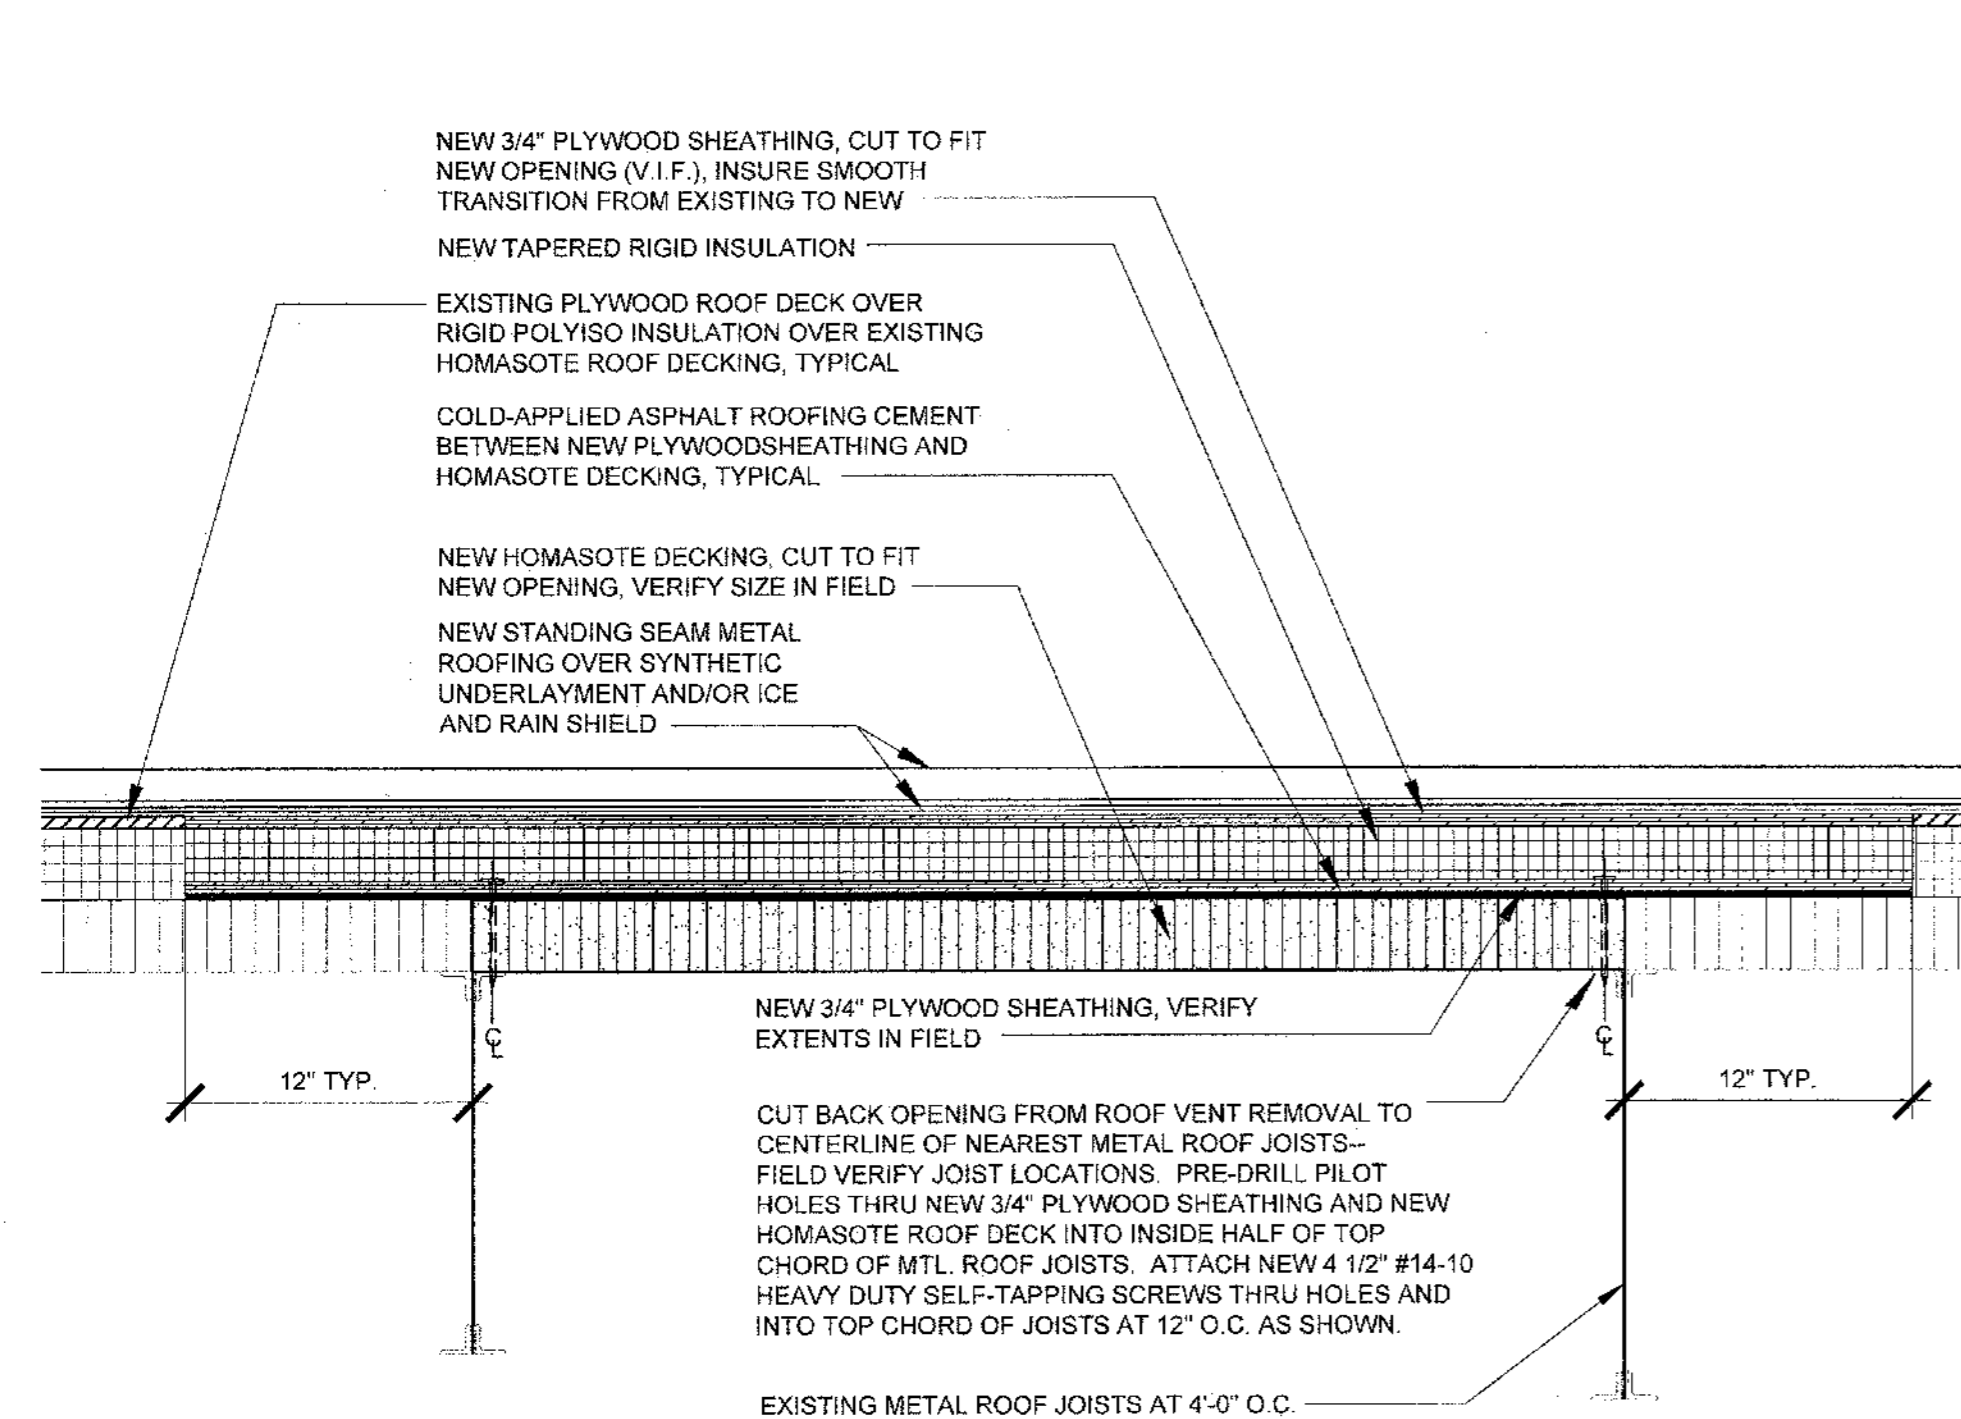 NEW 3/4" PLYWOOD SHEATHING, CUT TO FIT
NEW OPENING (V.I.F.), INSURE SMOOTH
TRANSITION FROM EXISTING TO NEW
NEW TAPERED RIGID INSULATION
EXISTING PLYWOOD ROOF DECK OVER
RIGID POLYISO INSULATION OVER EXISTING
HOMASOTE ROOF DECKING, TYPICAL
COLD-APPLIED ASPHALT ROOFING CEMENT
BETWEEN NEW PLYWOODSHEATHING AND
HOMASOTE DECKING, TYPICAL
NEW HOMASOTE DECKING, CUT TO FIT
NEW OPENING, VERIFY SIZE IN FIELD
NEW STANDING SEAM METAL
ROOFING OVER SYNTHETIC
UNDERLAYMENT AND/OR ICE
AND RAIN SHIELD
NEW 3/4" PLYWOOD SHEATHING, VERIFY
EXTENTS IN FIELD
℄
℄
12" TYP.
12" TYP.
CUT BACK OPENING FROM ROOF VENT REMOVAL TO
CENTERLINE OF NEAREST METAL ROOF JOISTS--
FIELD VERIFY JOIST LOCATIONS. PRE-DRILL PILOT
HOLES THRU NEW 3/4" PLYWOOD SHEATHING AND NEW
HOMASOTE ROOF DECK INTO INSIDE HALF OF TOP
CHORD OF MTL. ROOF JOISTS. ATTACH NEW 4 1/2" #14-10
HEAVY DUTY SELF-TAPPING SCREWS THRU HOLES AND
INTO TOP CHORD OF JOISTS AT 12" O.C. AS SHOWN.
EXISTING METAL ROOF JOISTS AT 4'-0" O.C.